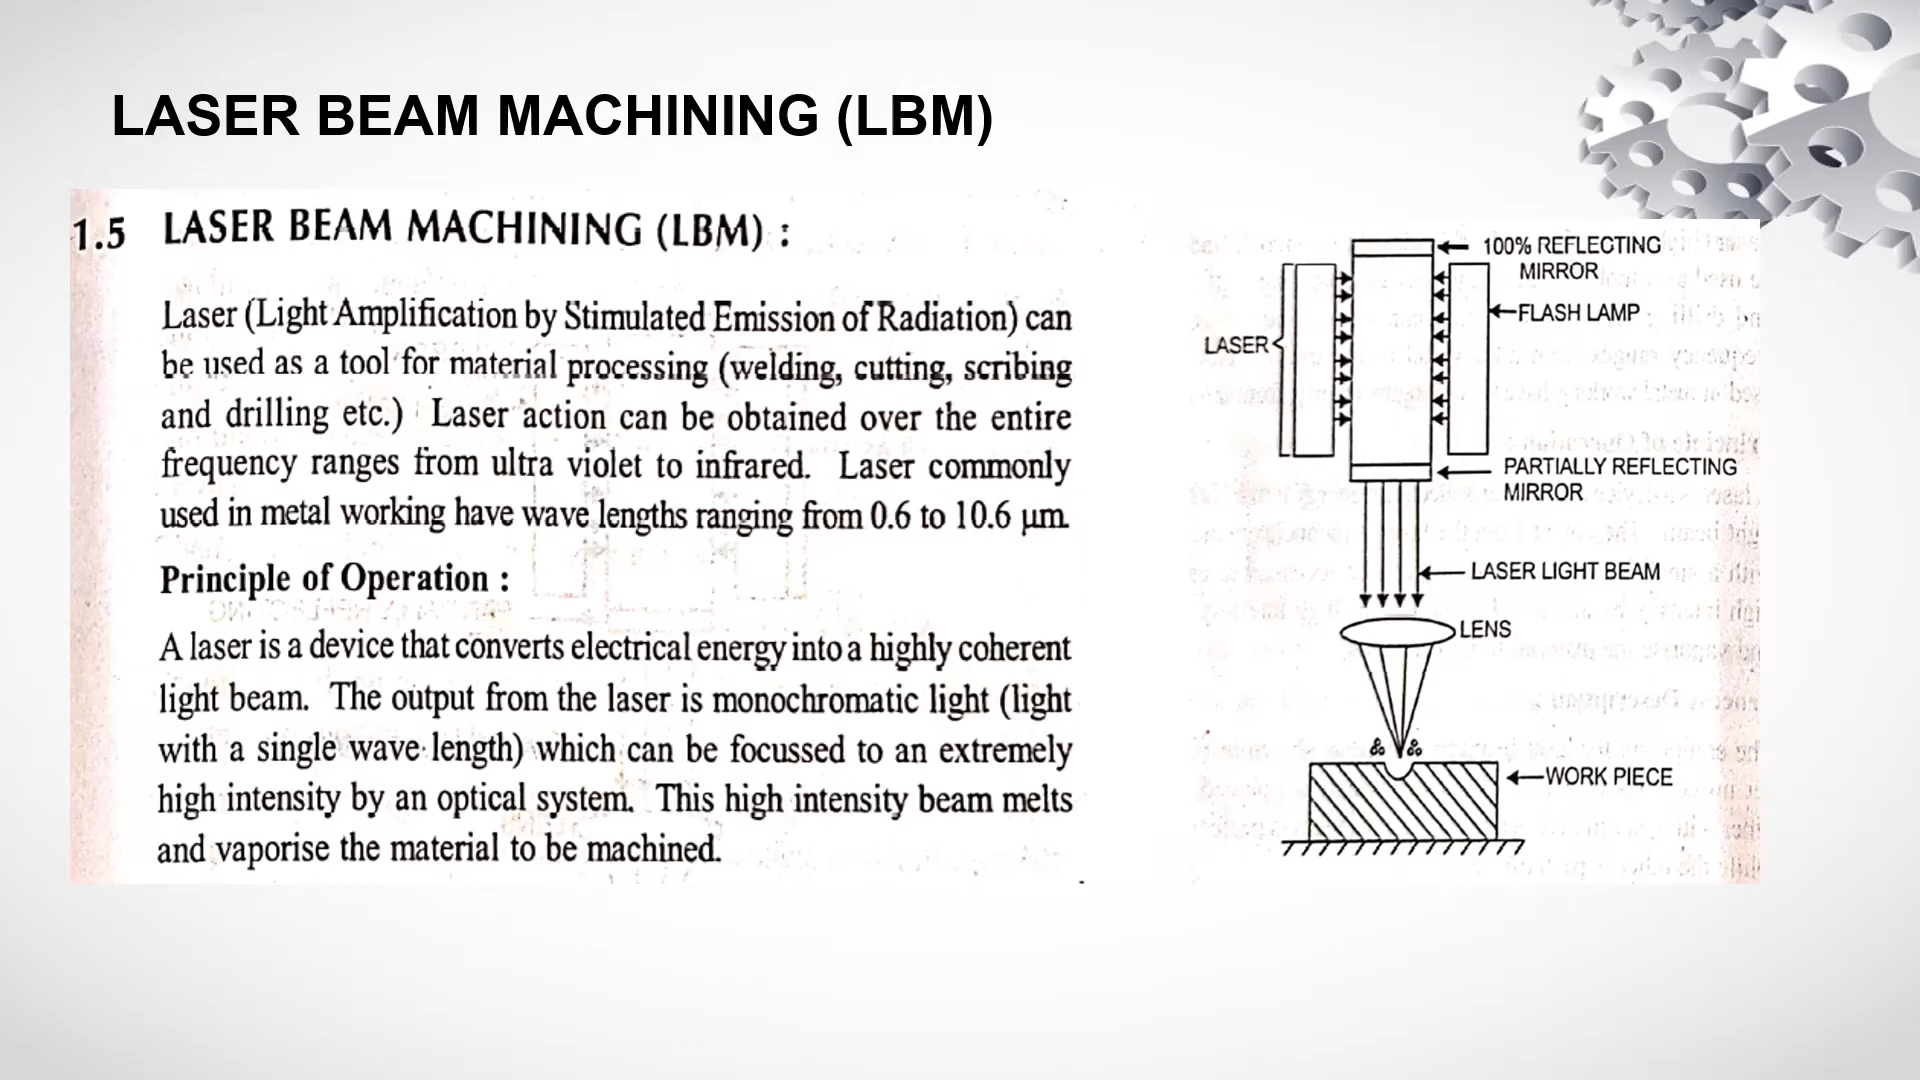 LASER BEAM MACHINING (LBM)
1.5 LASER BEAM MACHINING (LBM) :
Laser (Light Amplification by Stimulated Emission of Radiation) can
be used as a tool for material processing (welding, cutting, scribing
and drilling etc.) Laser action can be obtained over the entire
frequency ranges from ultra violet to infrared. Laser commonly
used in metal working have wave lengths ranging from 0.6 to 10.6 μm.
Principle of Operation :
A laser is a device that converts electrical energy into a highly coherent
light beam. The output from the laser is monochromatic light (light
with a single wave length) which can be focussed to an extremely
high intensity by an optical system. This high intensity beam melts
and vaporise the material to be machined.
100% REFLECTING
MIRROR
FLASH LAMP
LASER
PARTIALLY REFLECTING
MIRROR
LASER LIGHT BEAM
LENS
WORK PIECE